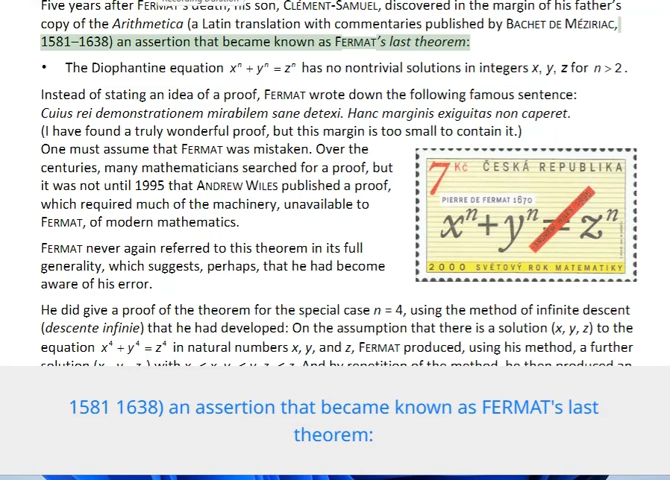 Five years after FERMAT's death, his son, CLÉMENT-SAMUEL, discovered in the margin of his father's
copy of the Arithmetica (a Latin translation with commentaries published by BACHET DE MÉZIRIAC,
1581–1638) an assertion that became known as FERMAT's last theorem:
• The Diophantine equation xⁿ + yⁿ = zⁿ has no nontrivial solutions in integers x, y, z for n > 2.
Instead of stating an idea of a proof, FERMAT wrote down the following famous sentence:
Cuius rei demonstrationem mirabilem sane detexi. Hanc marginis exiguitas non caperet.
(I have found a truly wonderful proof, but this margin is too small to contain it.)
One must assume that FERMAT was mistaken. Over the
centuries, many mathematicians searched for a proof, but
it was not until 1995 that ANDREW WILES published a proof,
which required much of the machinery, unavailable to
FERMAT, of modern mathematics.
FERMAT never again referred to this theorem in its full
generality, which suggests, perhaps, that he had become
aware of his error.
7 Kč ČESKÁ REPUBLIKA
PIERRE DE FERMAT 1670
xⁿ + yⁿ = zⁿ
2000 SVĚTOVÝ ROK MATEMATIKY
He did give a proof of the theorem for the special case n = 4, using the method of infinite descent
(descente infinie) that he had developed: On the assumption that there is a solution (x, y, z) to the
equation x⁴ + y⁴ = z⁴ in natural numbers x, y, and z, FERMAT produced, using his method, a further
1581 1638) an assertion that became known as FERMAT's last
theorem: